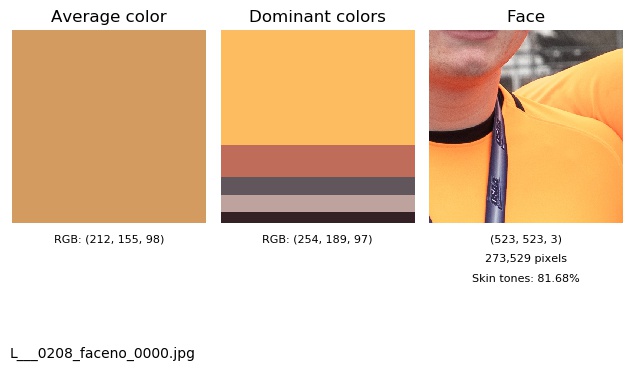 Average color
Dominant colors
Face
RGB: (212, 155, 98)
RGB: (254, 189, 97)
(523, 523, 3)
273,529 pixels
Skin tones: 81.68%
L___0208_faceno_0000.jpg